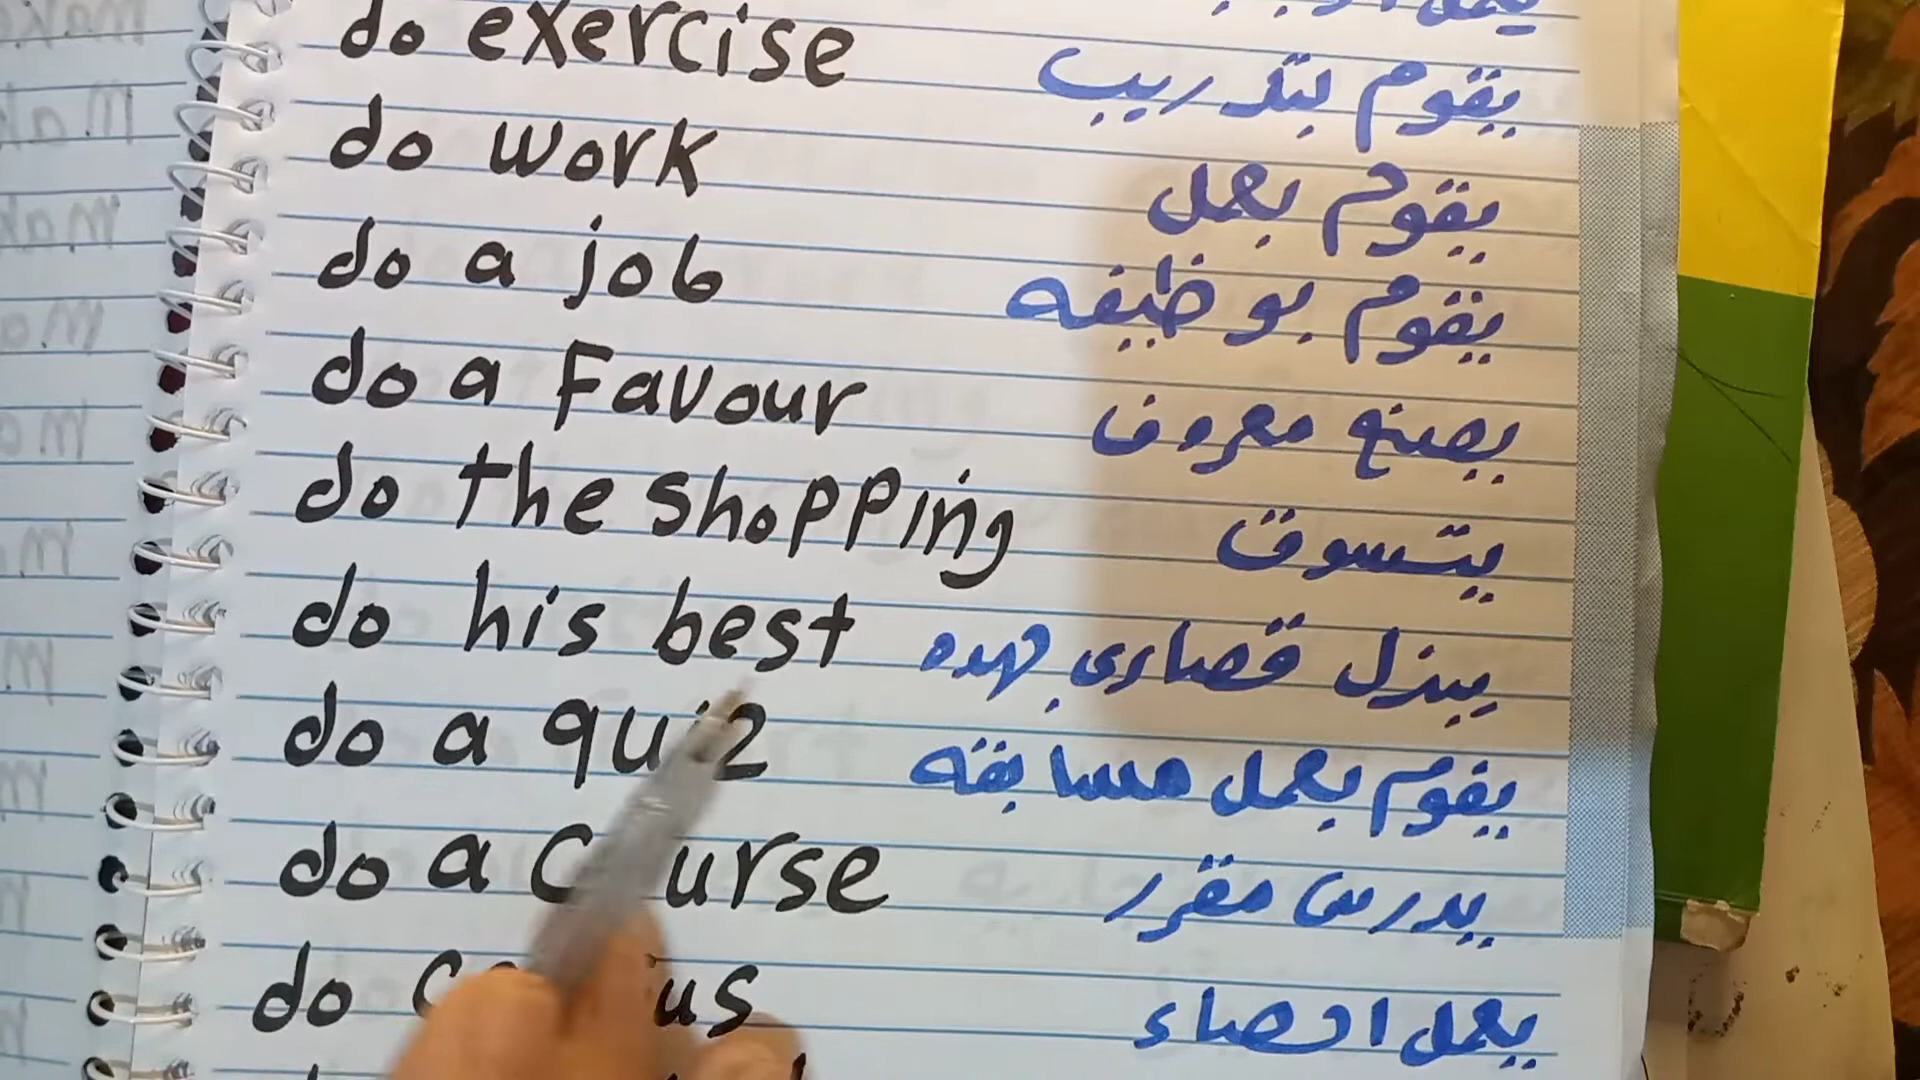 do exercise يقوم بتدريب
do work يقوم بعمل
do a job يقوم بوظيفه
do a Favour يصنع معروف
do the shopping يتسوق
do his best يبذل قصارى جهده
do a quiz يقوم بعمل مسابقه
do a course يدرس مقرر
do يعمل احصاء